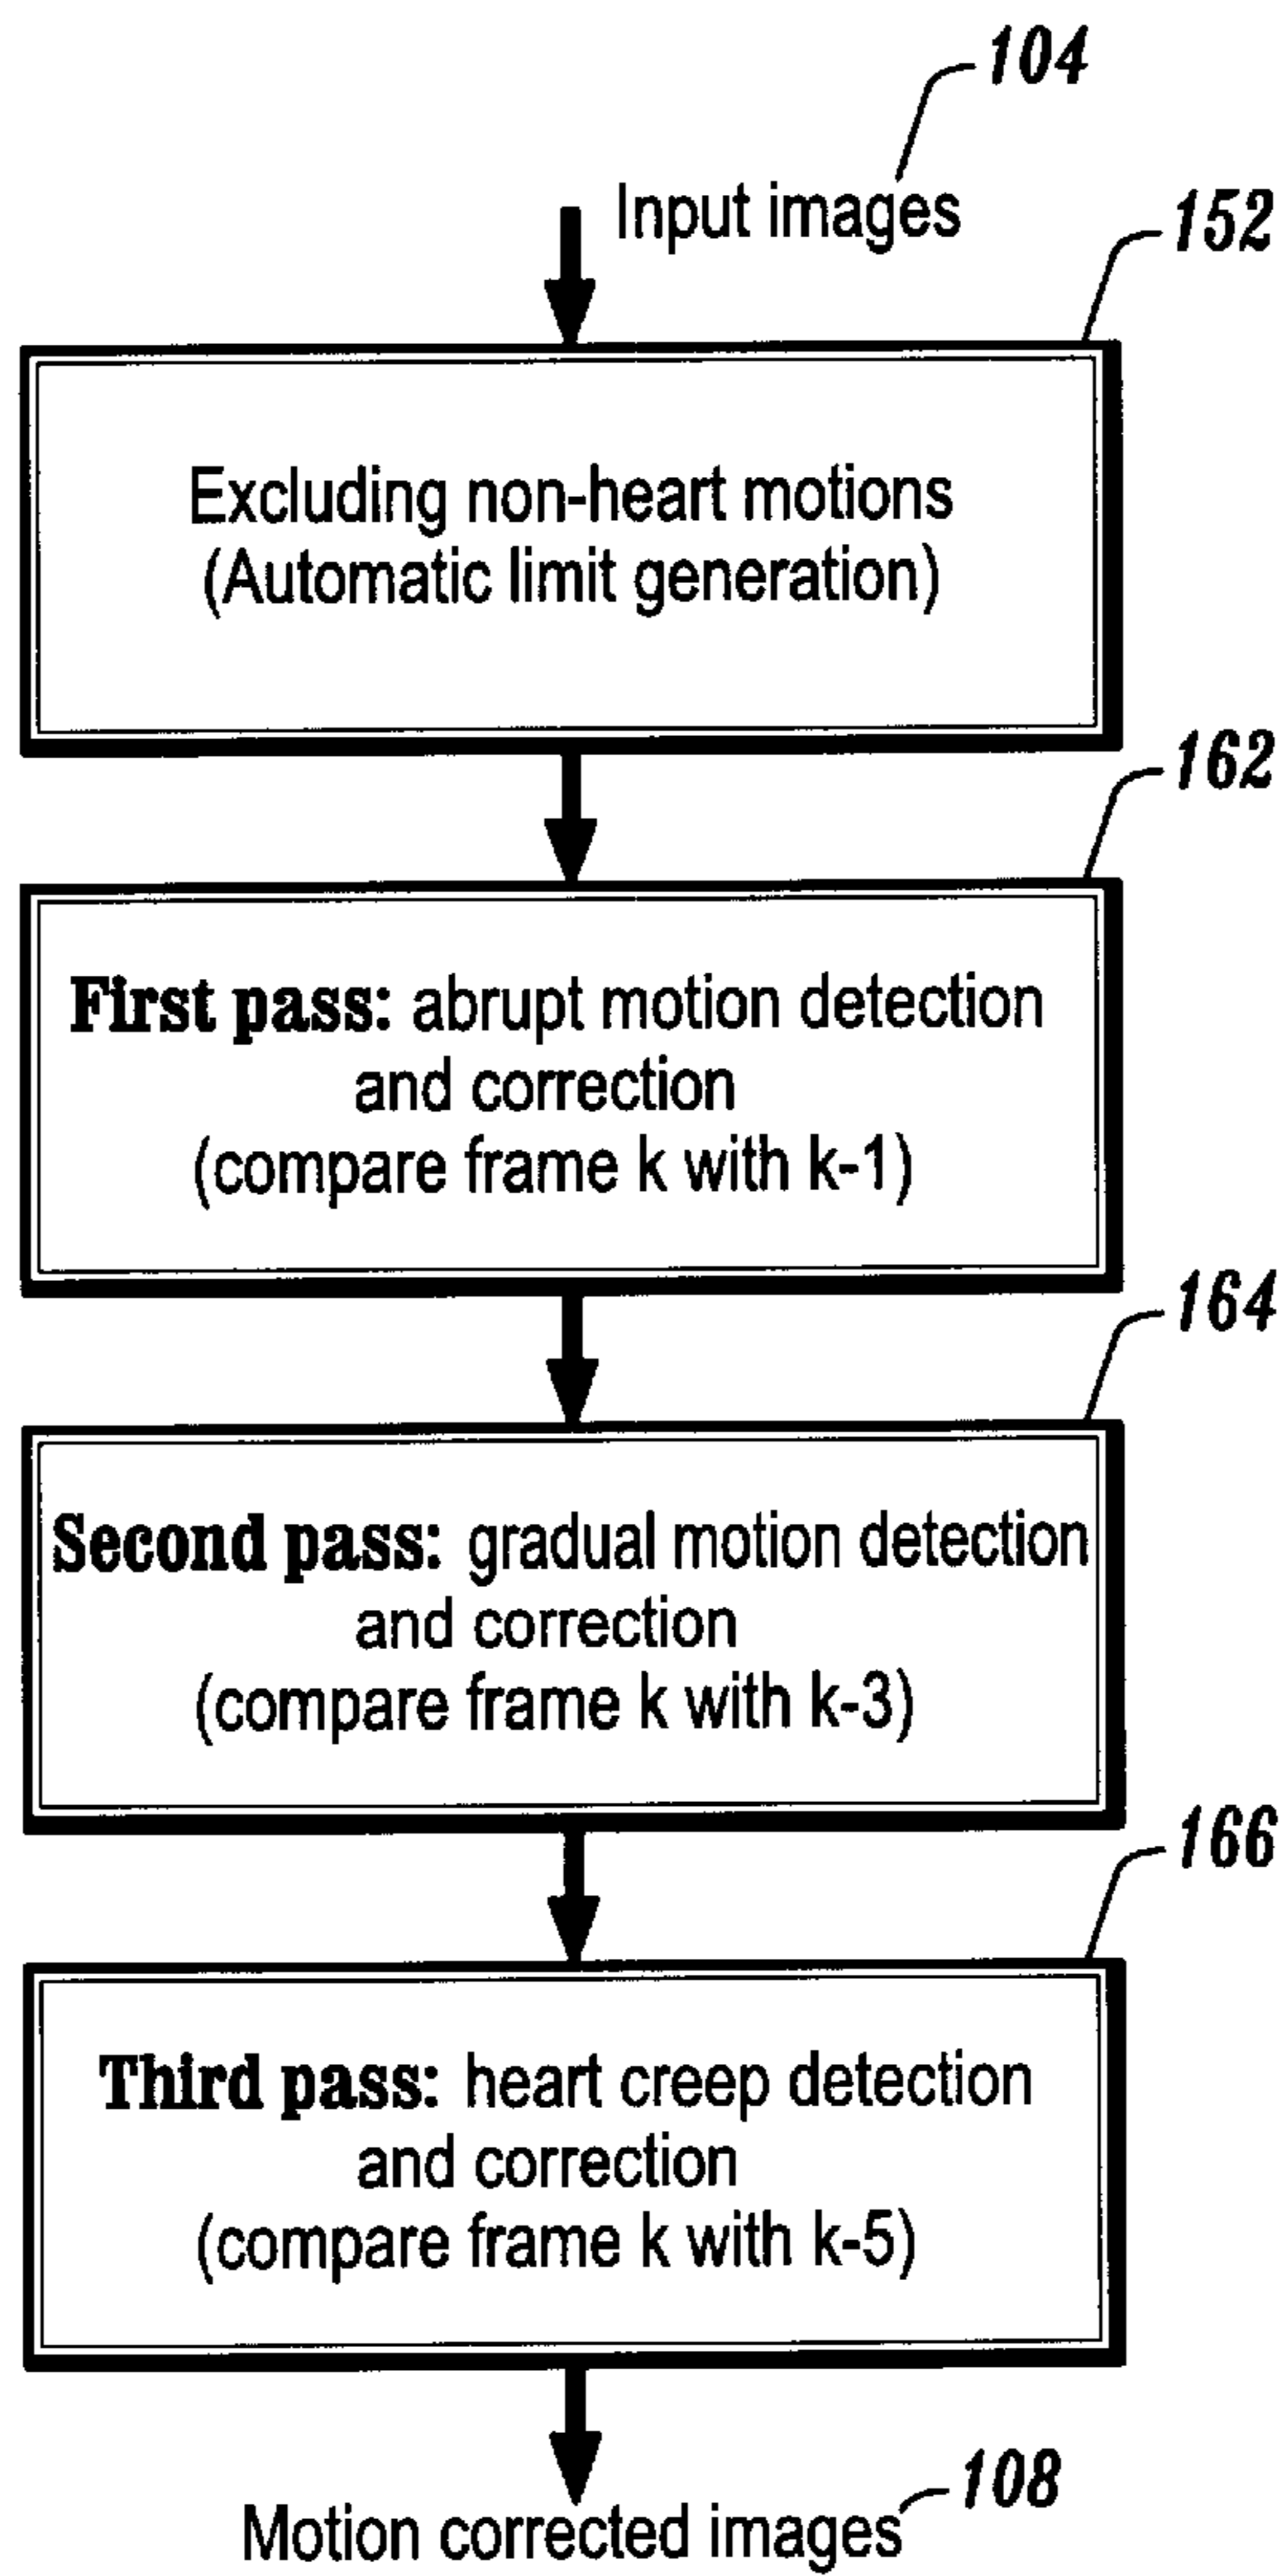 104
Input images
152
Excluding non-heart motions
(Automatic limit generation)
162
First pass: abrupt motion detection
and correction
(compare frame k with k-1)
164
Second pass: gradual motion detection
and correction
(compare frame k with k-3)
166
Third pass: heart creep detection
and correction
(compare frame k with k-5)
108
Motion corrected images